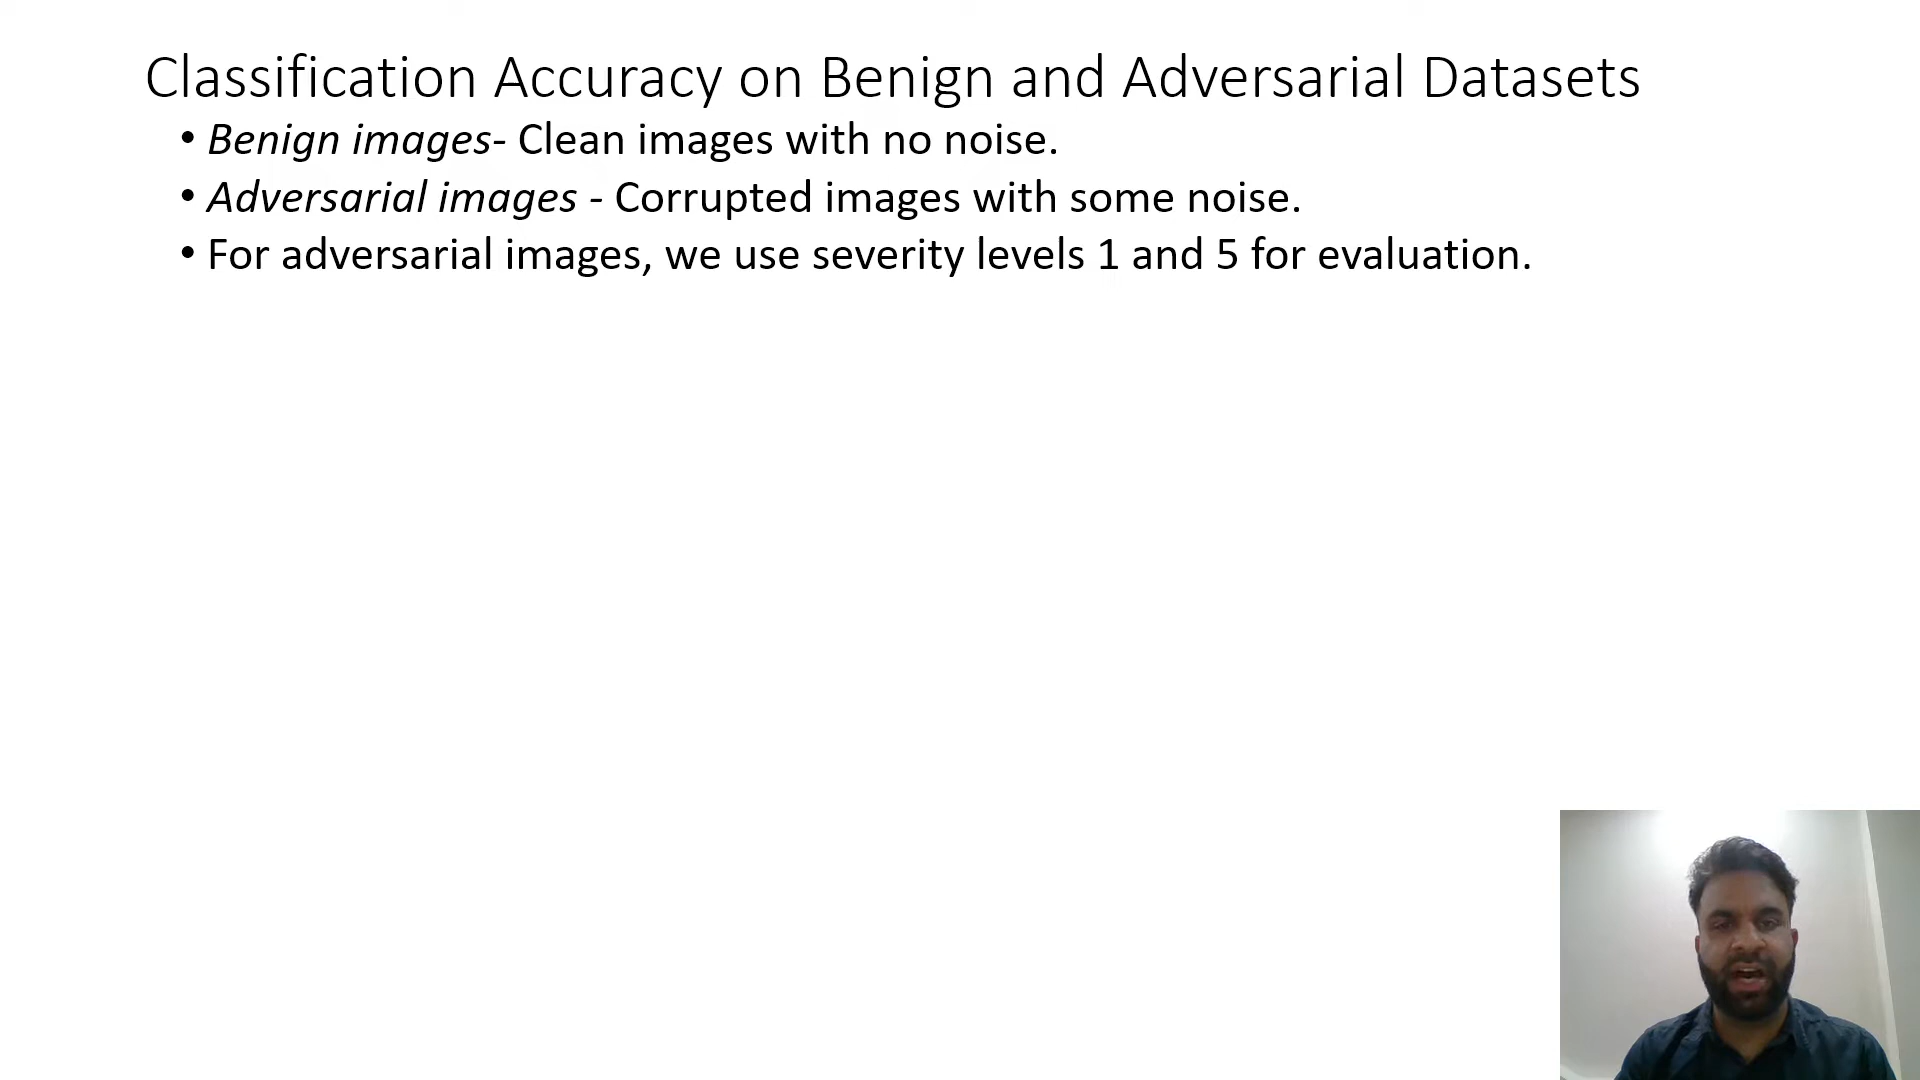 Classification Accuracy on Benign and Adversarial Datasets
• Benign images- Clean images with no noise.
• Adversarial images - Corrupted images with some noise.
• For adversarial images, we use severity levels 1 and 5 for evaluation.